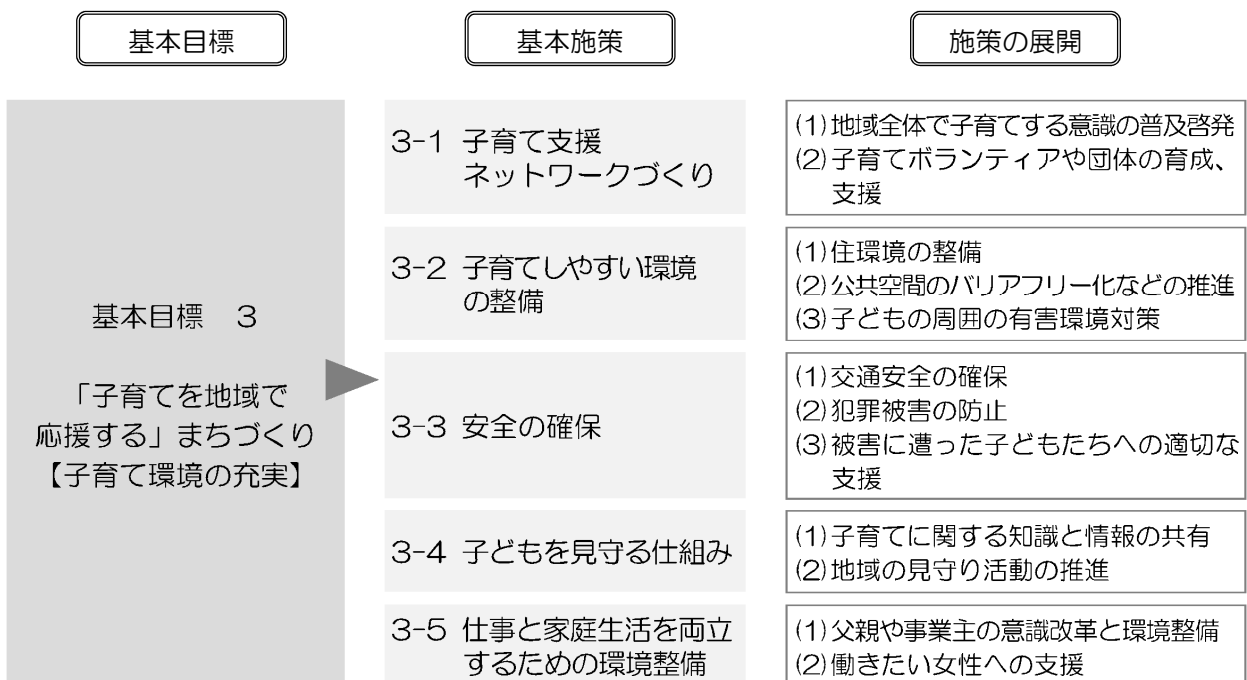 基本目標
基本施策
施策の展開
基本目標　3
「子育てを地域で
応援する」まちづくり
【子育て環境の充実】
3-1 子育て支援
ネットワークづくり
(1)地域全体で子育てする意識の普及啓発
(2)子育てボランティアや団体の育成、
支援
3-2 子育てしやすい環境
の整備
(1)住環境の整備
(2)公共空間のバリアフリー化などの推進
(3)子どもの周囲の有害環境対策
3-3 安全の確保
(1)交通安全の確保
(2)犯罪被害の防止
(3)被害に遭った子どもたちへの適切な
支援
3-4 子どもを見守る仕組み
(1)子育てに関する知識と情報の共有
(2)地域の見守り活動の推進
3-5 仕事と家庭生活を両立
するための環境整備
(1)父親や事業主の意識改革と環境整備
(2)働きたい女性への支援